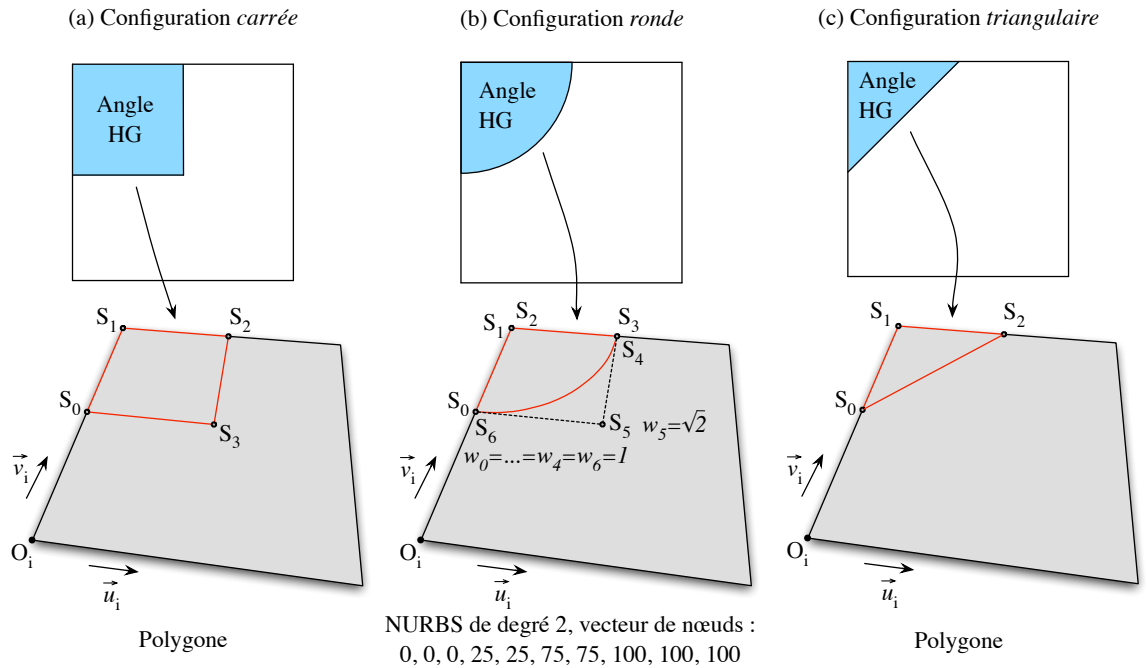 (a) Configuration carrée
(b) Configuration ronde
(c) Configuration triangulaire
Angle
HG
Angle
HG
Angle
HG
S1
S2
S0
S3
vi
Oi
ui
Polygone
S1
S2
S3
S4
S0
S6
S5
w5=√2
w0=...=w4=w6=1
vi
Oi
ui
NURBS de degré 2, vecteur de nœuds :
0, 0, 0, 25, 25, 75, 75, 100, 100, 100
S1
S2
S0
vi
Oi
ui
Polygone